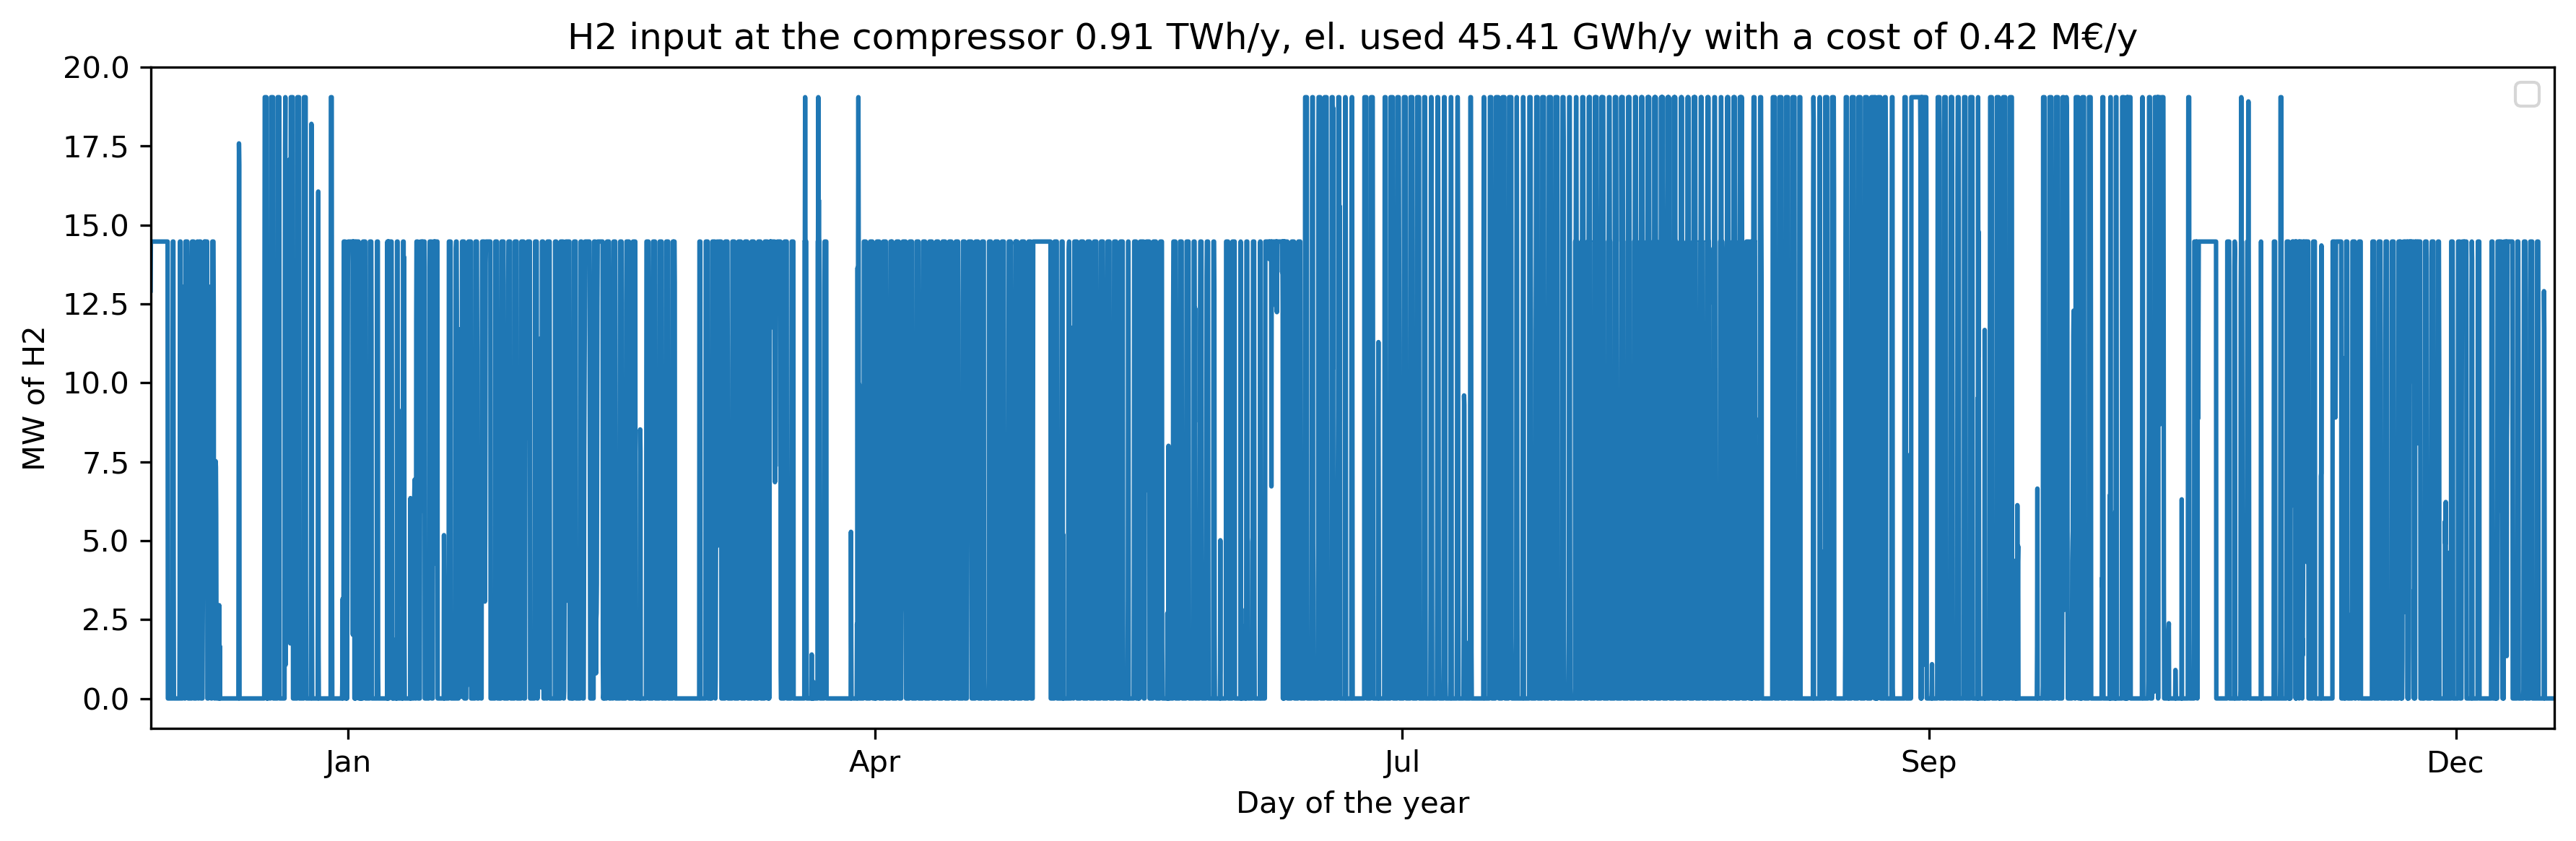 H2 input at the compressor 0.91 TWh/y, el. used 45.41 GWh/y with a cost of 0.42 M€/y
20.0
17.5
15.0
12.5
10.0
7.5
5.0
2.5
0.0
MW of H2
Jan
Apr
Jul
Sep
Dec
Day of the year